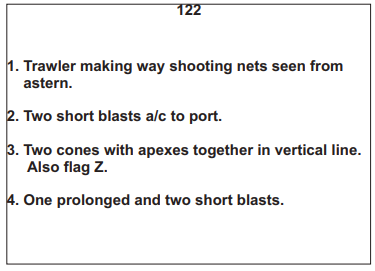 122
1. Trawler making way shooting nets seen from
astern.
2. Two short blasts a/c to port.
3. Two cones with apexes together in vertical line.
Also flag Z.
4. One prolonged and two short blasts.